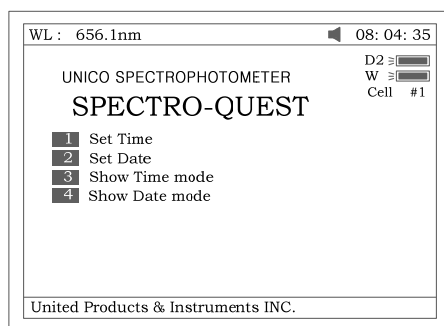 WL : 656.1nm 08: 04: 35
D2
W
Cell #1
UNICO SPECTROPHOTOMETER
SPECTRO-QUEST
1 Set Time
2 Set Date
3 Show Time mode
4 Show Date mode
United Products & Instruments INC.